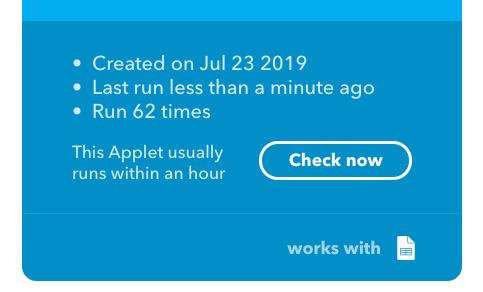 • Created on Jul 23 2019
• Last run less than a minute ago
• Run 62 times
This Applet usually
runs within an hour
Check now
works with